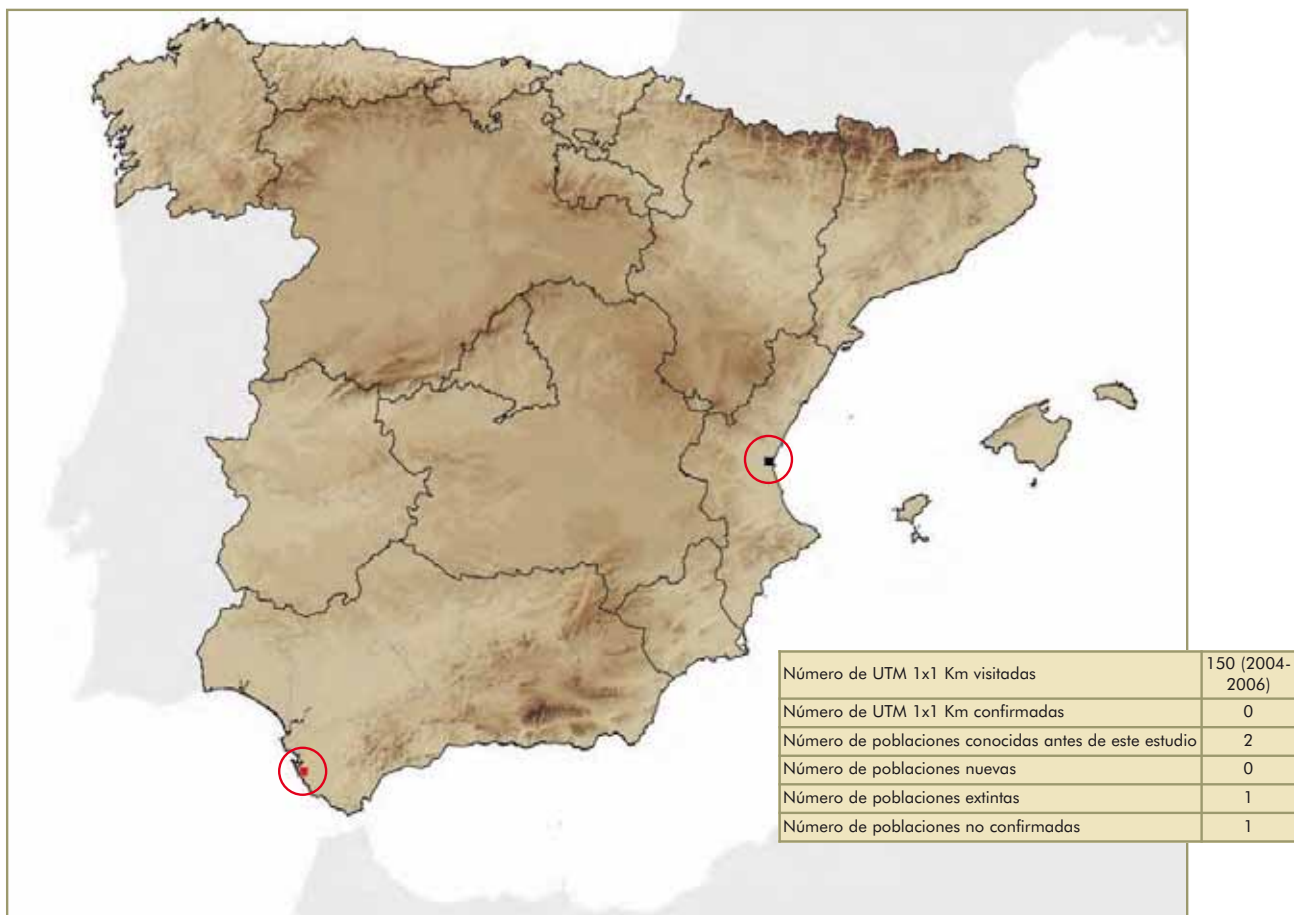 Número de UTM 1x1 Km visitadas 150 (2004-
2006)
Número de UTM 1x1 Km confirmadas 0
Número de poblaciones conocidas antes de este estudio 2
Número de poblaciones nuevas 0
Número de poblaciones extintas 1
Número de poblaciones no confirmadas 1